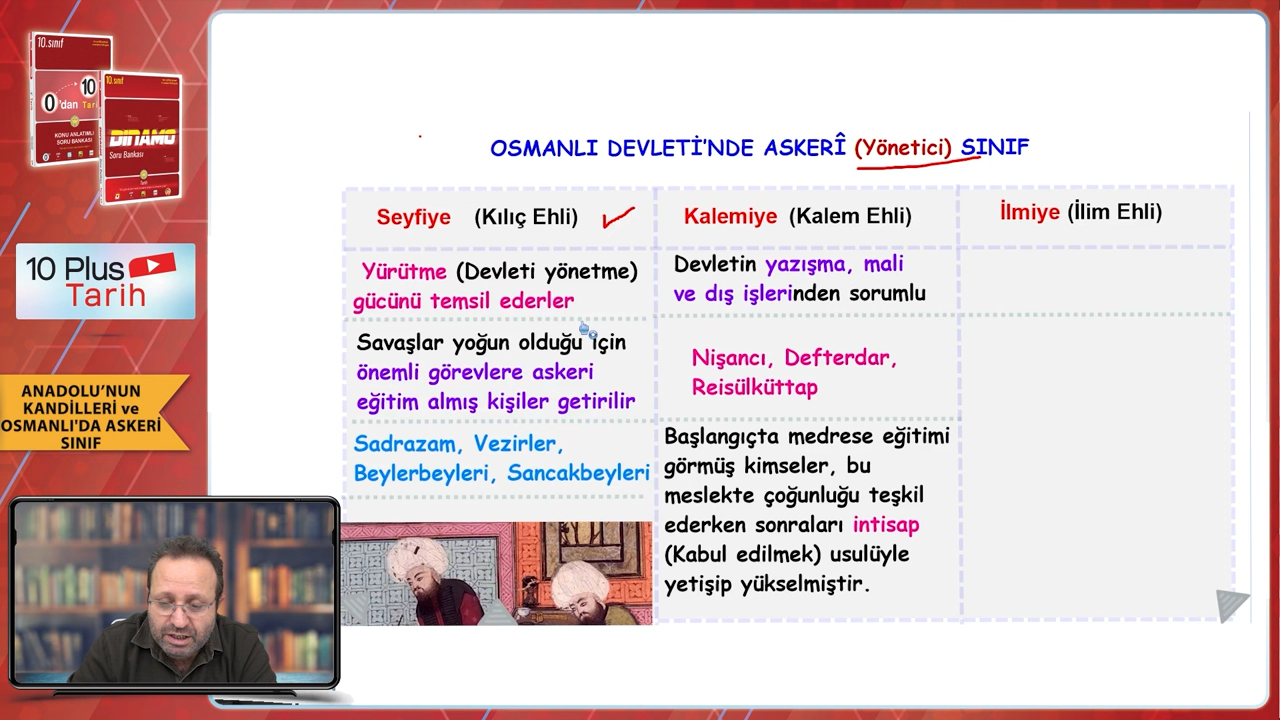 10.sınıf
10.sınıf
0'dan 10
Tarih
KONU ANLATIMLI
SORU BANKASI
DINAMO
Soru Bankası
10 Plus
Tarih
ANADOLU'NUN
KANDİLLERİ ve
OSMANLI'DA ASKERİ
SINIF
OSMANLI DEVLETİ'NDE ASKERÎ (Yönetici) SINIF
Seyfiye (Kılıç Ehli)
Yürütme (Devleti yönetme)
gücünü temsil ederler
Savaşlar yoğun olduğu için
önemli görevlere askeri
eğitim almış kişiler getirilir
Sadrazam, Vezirler,
Beylerbeyleri, Sancakbeyleri
Kalemiye (Kalem Ehli)
Devletin yazışma, mali
ve dış işlerinden sorumlu
Nişancı, Defterdar,
Reisülküttap
Başlangıçta medrese eğitimi
görmüş kimseler, bu
meslekte çoğunluğu teşkil
ederken sonraları intisap
(Kabul edilmek) usulüyle
yetişip yükselmiştir.
İlmiye (İlim Ehli)